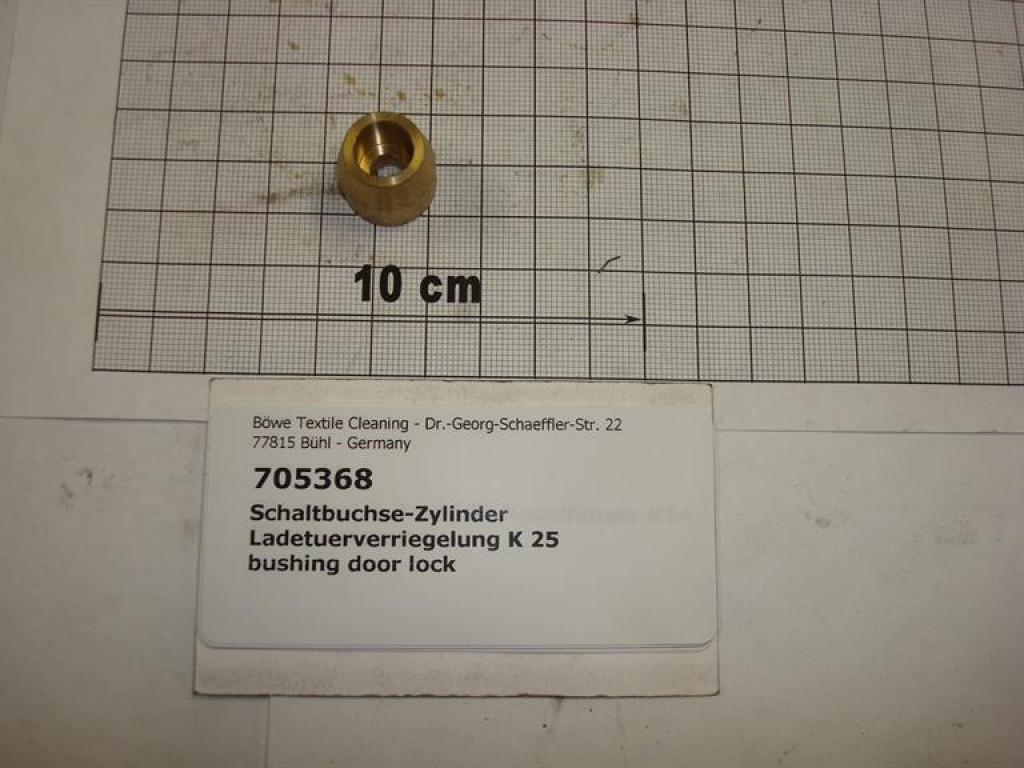 10 cm
Böwe Textile Cleaning - Dr.-Georg-Schaeffler-Str. 22
77815 Bühl - Germany
705368
Schaltbuchse-Zylinder
Ladetuerverriegelung K 25
bushing door lock